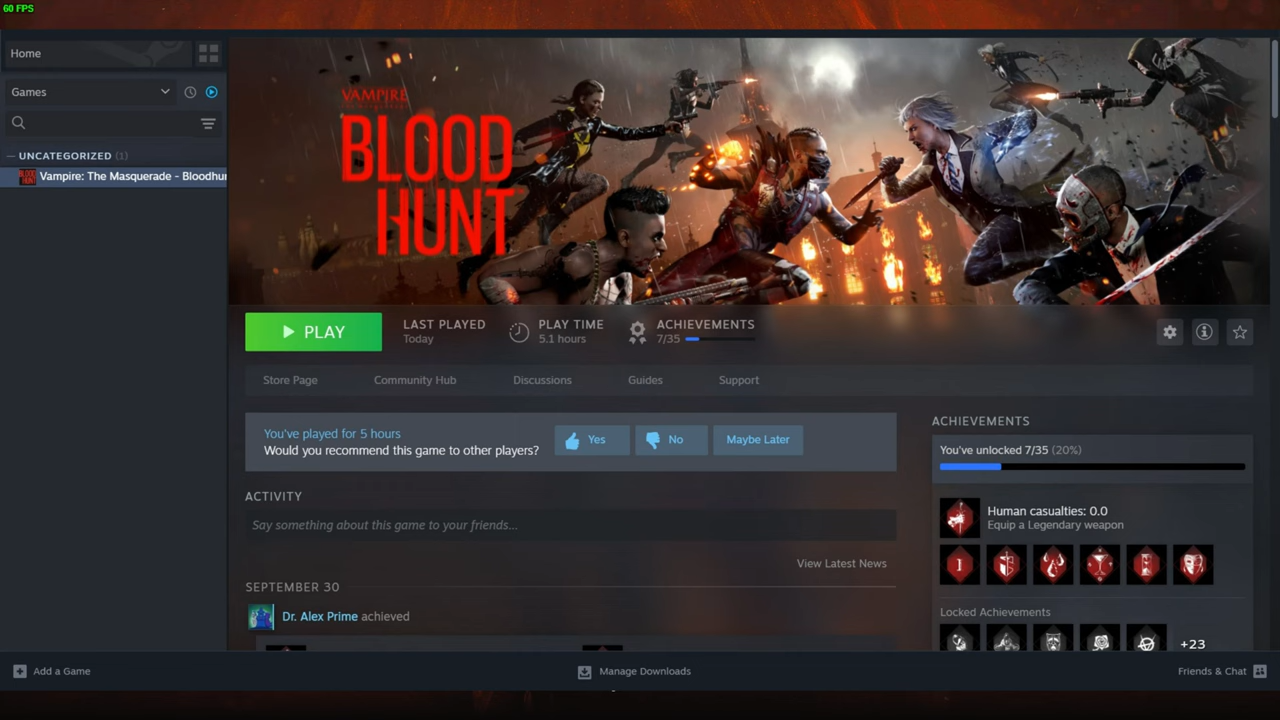 60 FPS
Home
Games
UNCATEGORIZED (1)
BLOOD HUNT
Vampire: The Masquerade - Bloodhun
VAMPIRE
BLOOD
HUNT
PLAY
LAST PLAYED
Today
PLAY TIME
5.1 hours
ACHIEVEMENTS
7/35
Store Page Community Hub Discussions Guides Support
You've played for 5 hours
Would you recommend this game to other players?
Yes
No
Maybe Later
ACTIVITY
Say something about this game to your friends...
View Latest News
SEPTEMBER 30
Dr. Alex Prime achieved
ACHIEVEMENTS
You've unlocked 7/35 (20%)
Human casualties: 0.0
Equip a Legendary weapon
Locked Achievements
+23
Add a Game
Manage Downloads
Friends & Chat